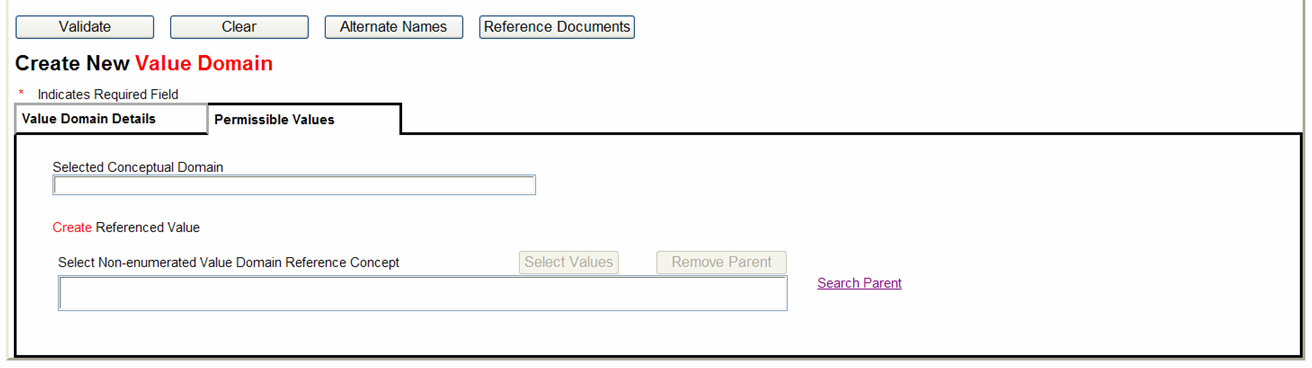 Validate Clear Alternate Names Reference Documents
Create New Value Domain
* Indicates Required Field
Value Domain Details Permissible Values
Selected Conceptual Domain
Create Referenced Value
Select Non-enumerated Value Domain Reference Concept Select Values Remove Parent
Search Parent